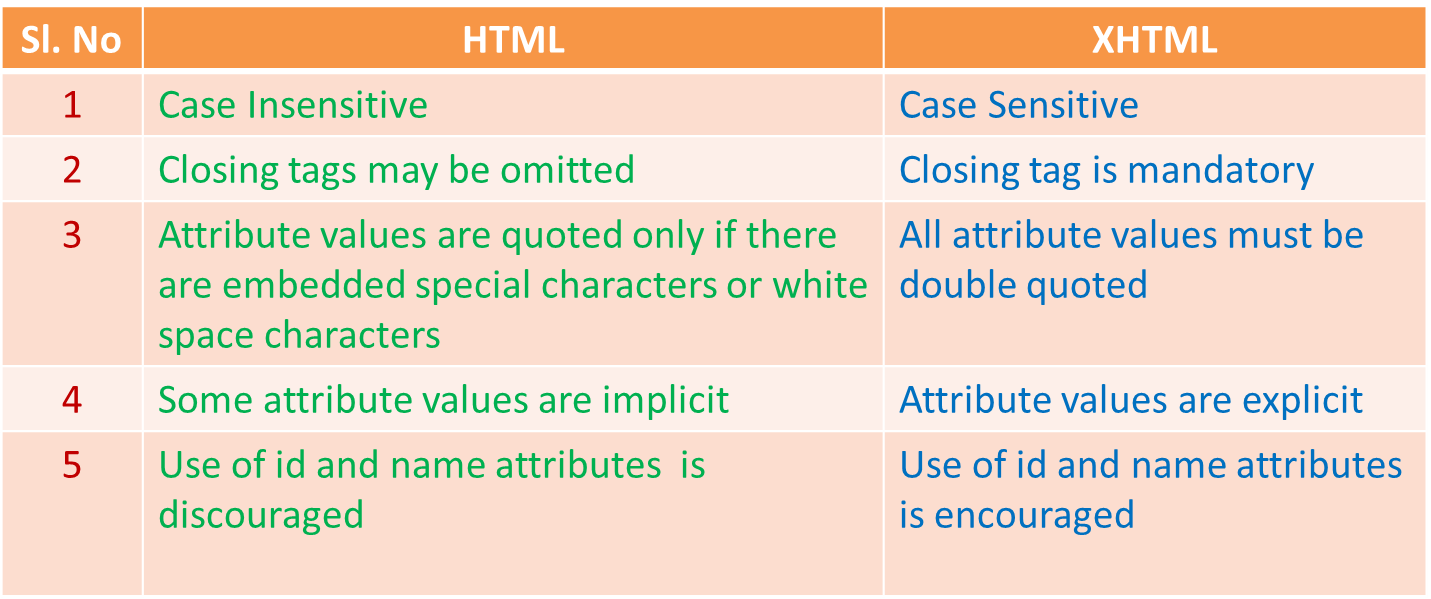 Sl. No HTML XHTML
1 Case Insensitive Case Sensitive
2 Closing tags may be omitted Closing tag is mandatory
3 Attribute values are quoted only if there All attribute values must be
are embedded special characters or white double quoted
space characters
4 Some attribute values are implicit Attribute values are explicit
5 Use of id and name attributes  is Use of id and name attributes
discouraged is encouraged